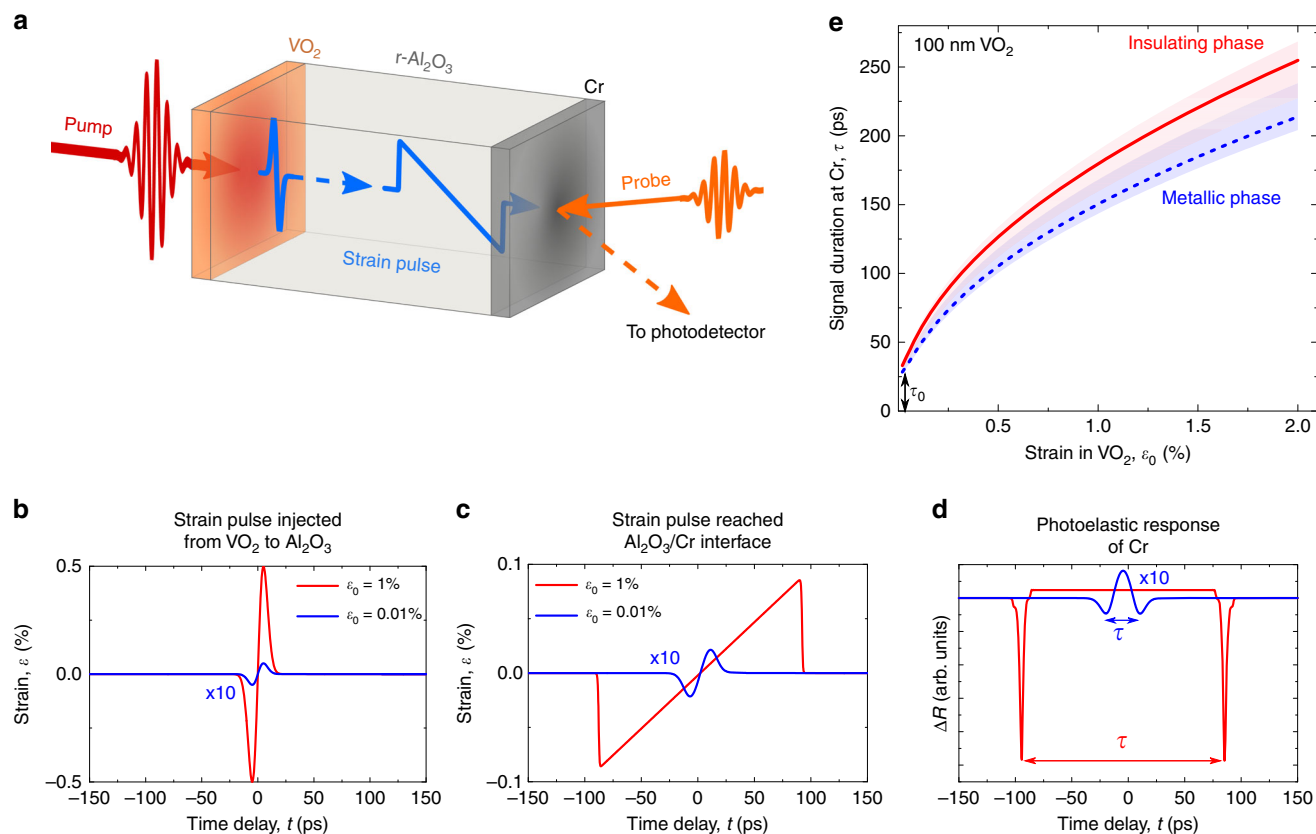 a
VO₂
r-Al₂O₃
Cr
Pump
Probe
Strain pulse
To photodetector
e
100 nm VO₂
Insulating phase
Metallic phase
Signal duration at Cr, τ (ps)
250
200
150
100
50
0
τ₀
0.5
1.0
1.5
2.0
Strain in VO₂, ε₀ (%)
b
Strain pulse injected
from VO₂ to Al₂O₃
Strain, ε (%)
0.5
0.0
−0.5
ε₀ = 1%
ε₀ = 0.01%
x10
−150 −100 −50 0 50 100 150
Time delay, t (ps)
c
Strain pulse reached
Al₂O₃/Cr interface
Strain, ε (%)
0.1
0.0
−0.1
ε₀ = 1%
ε₀ = 0.01%
x10
−150 −100 −50 0 50 100 150
Time delay, t (ps)
d
Photoelastic response
of Cr
ΔR (arb. units)
x10
τ
τ
−150 −100 −50 0 50 100 150
Time delay, t (ps)